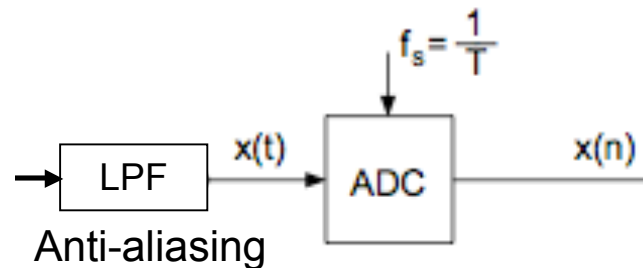 fs = 1/T
x(t)
x(n)
LPF
ADC
Anti-aliasing